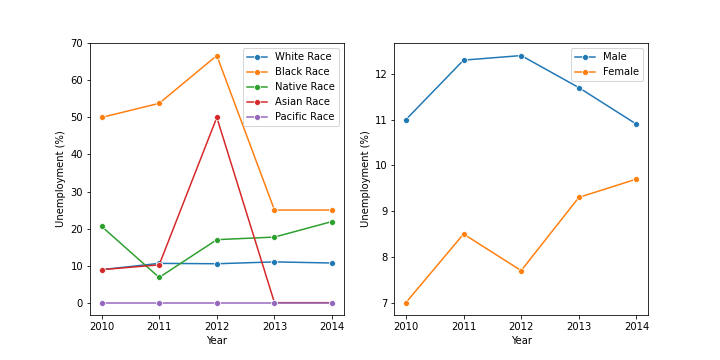 70
60
50
40
30
20
10
0
Unemployment (%)
2010 2011 2012 2013 2014
Year
White Race
Black Race
Native Race
Asian Race
Pacific Race
12
11
10
9
8
7
Unemployment (%)
2010 2011 2012 2013 2014
Year
Male
Female